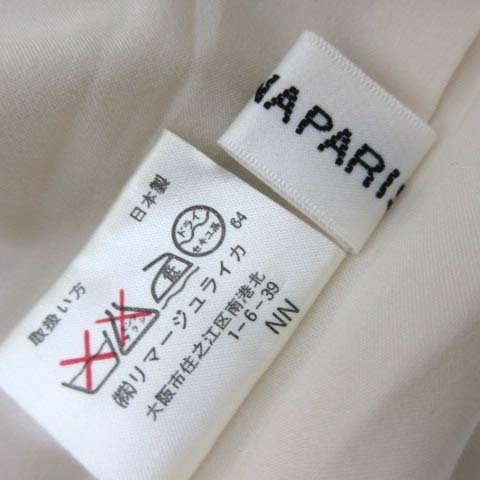 NAPARIS
日本製
取扱い方
ドライ
セキユ系
64
低
㈱リマージュライカ
大阪市住之江区南港北
1-6-39
NN